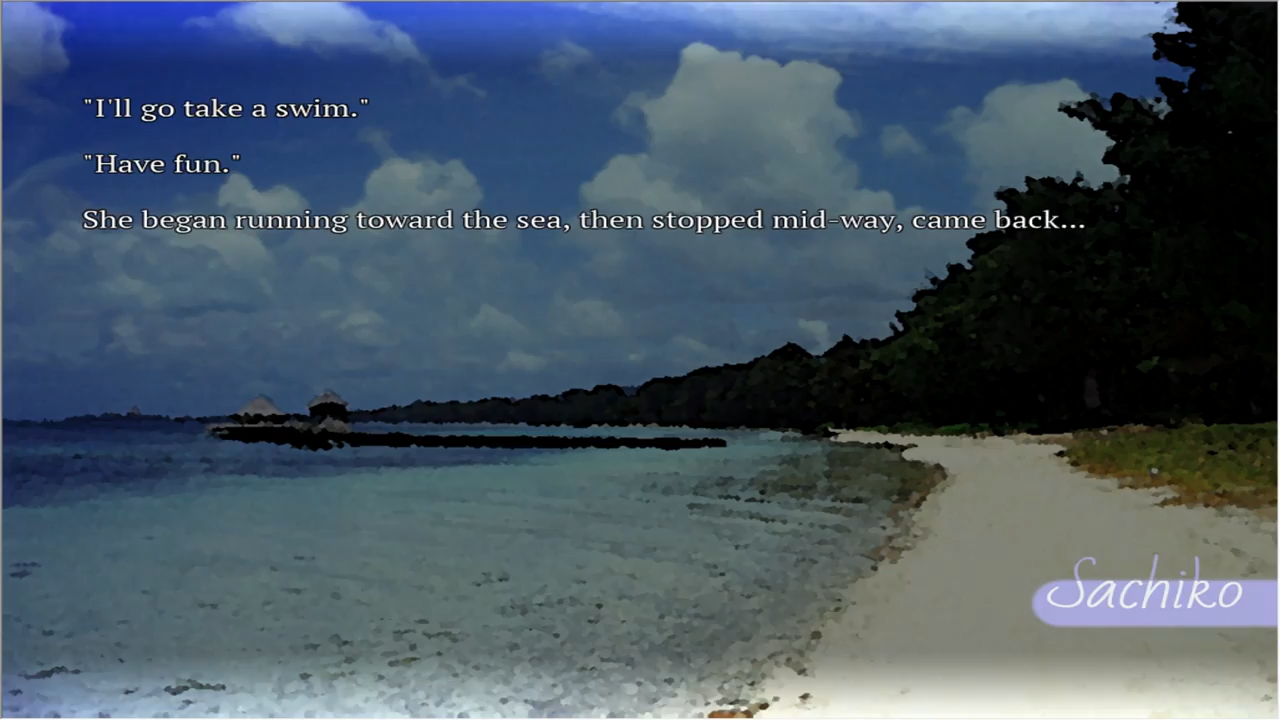 "I'll go take a swim."
"Have fun."
She began running toward the sea, then stopped mid-way, came back...
Sachiko